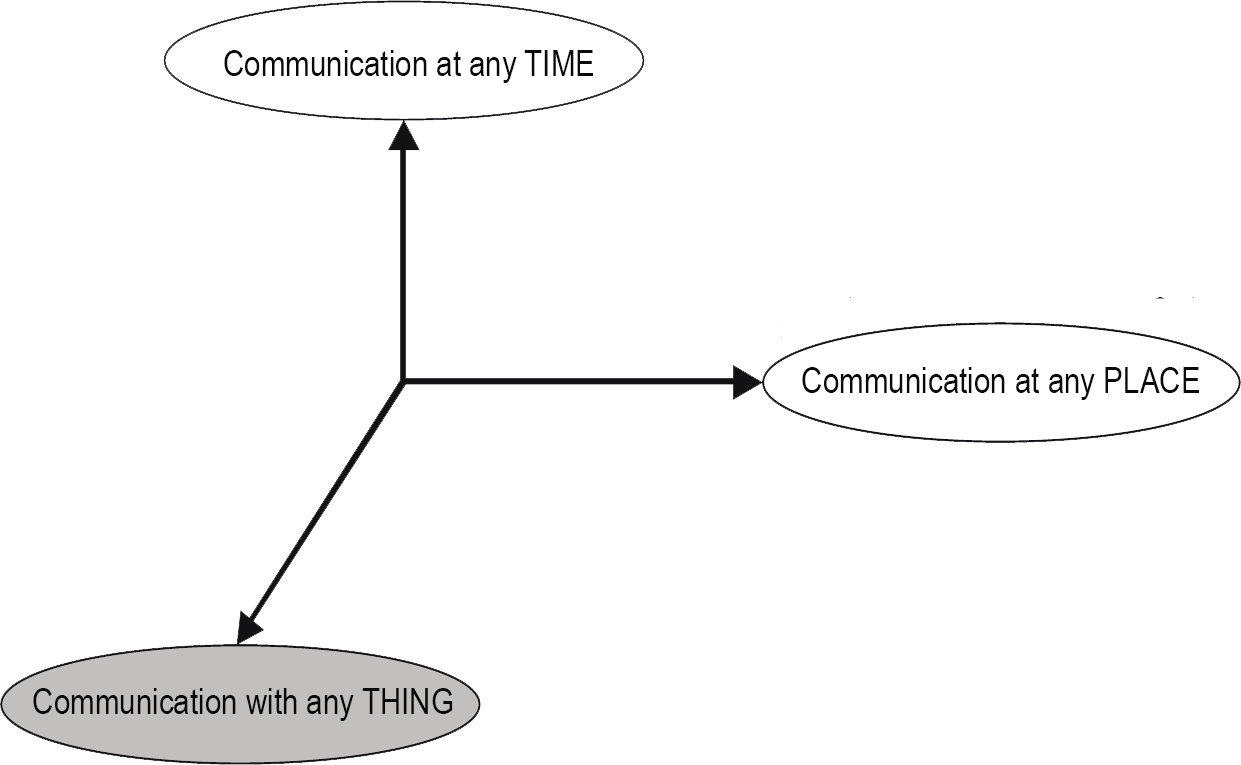 Communication at any TIME
Communication at any PLACE
Communication with any THING